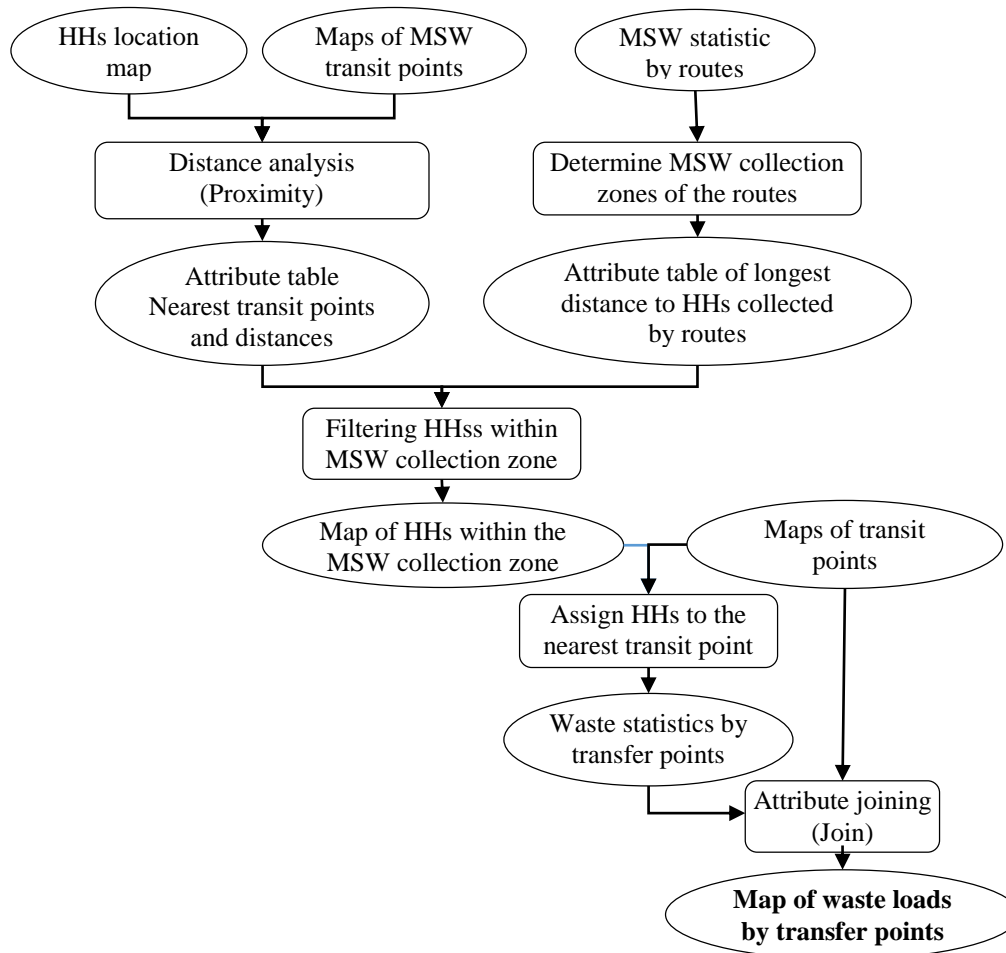 HHs location
map
Maps of MSW
transit points
MSW statistic
by routes
Distance analysis
(Proximity)
Determine MSW collection
zones of the routes
Attribute table
Nearest transit points
and distances
Attribute table of longest
distance to HHs collected
by routes
Filtering HHss within
MSW collection zone
Map of HHs within the
MSW collection zone
Maps of transit
points
Assign HHs to the
nearest transit point
Waste statistics by
transfer points
Attribute joining
(Join)
Map of waste loads
by transfer points